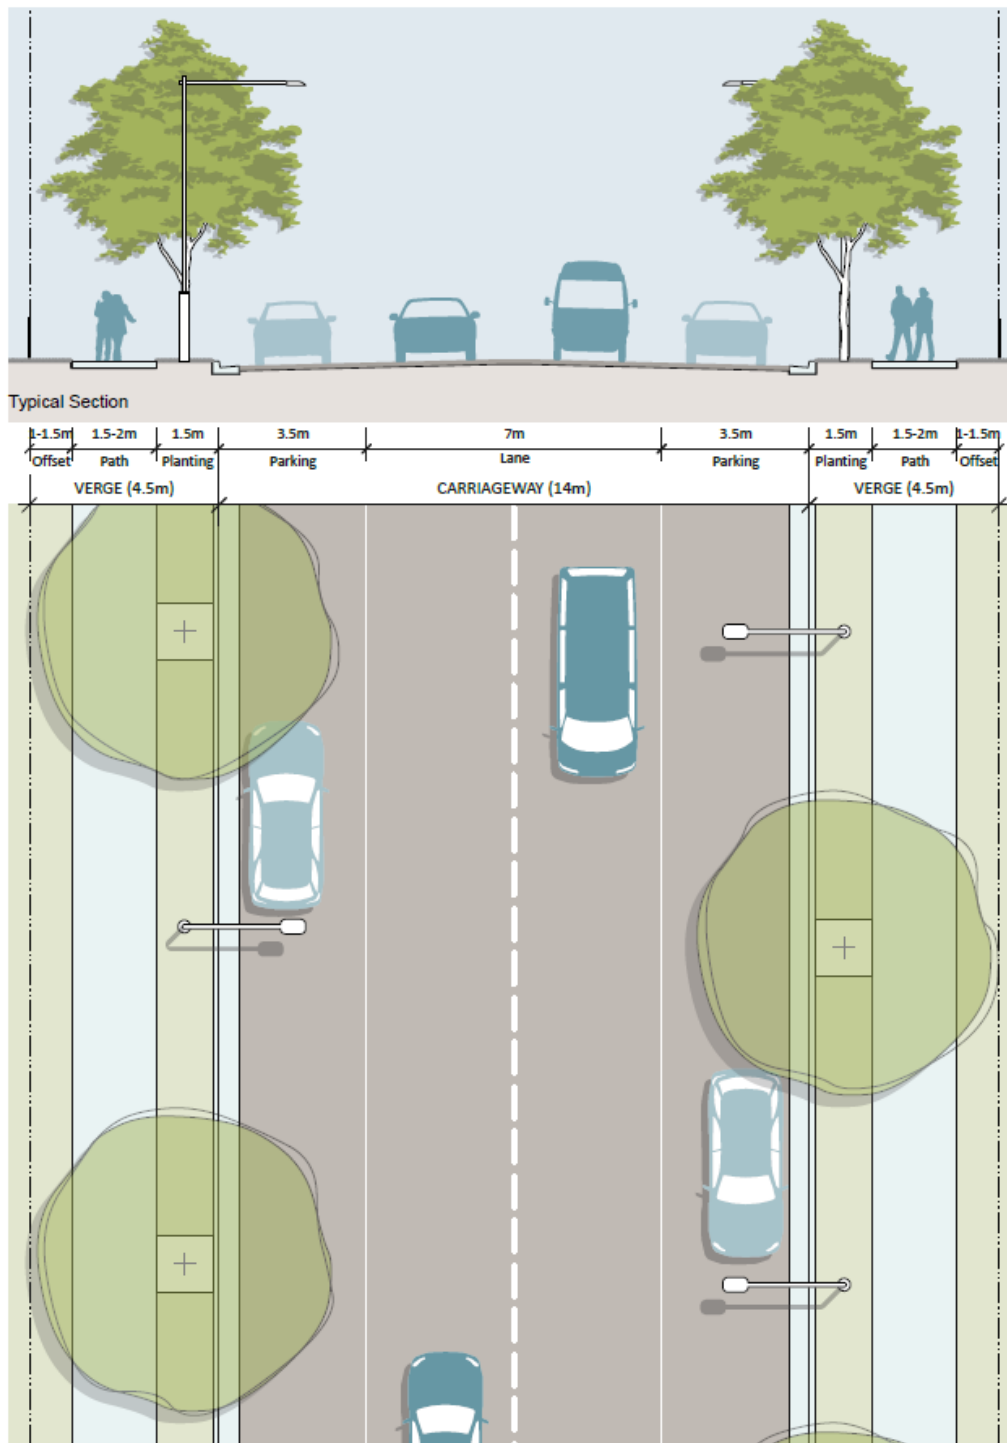 Typical Section
1-1.5m 1.5-2m 1.5m 3.5m 7m 3.5m 1.5m 1.5-2m 1-1.5m
Offset Path Planting Parking Lane Parking Planting Path Offset
VERGE (4.5m) CARRIAGEWAY (14m) VERGE (4.5m)